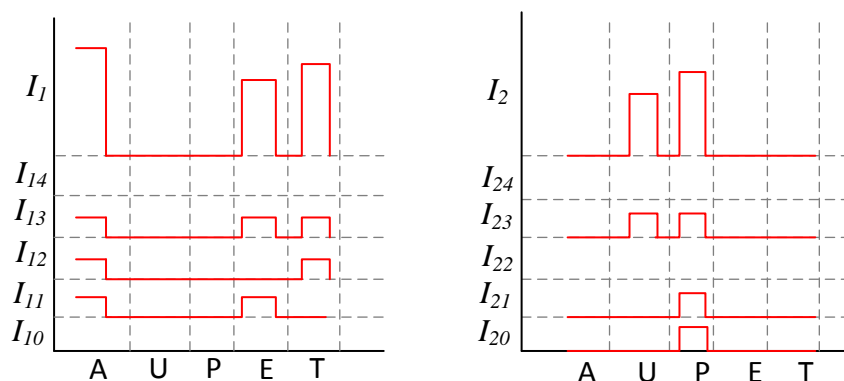 I1
I14
I13
I12
I11
I10
A U P E T
I2
I24
I23
I22
I21
I20
A U P E T